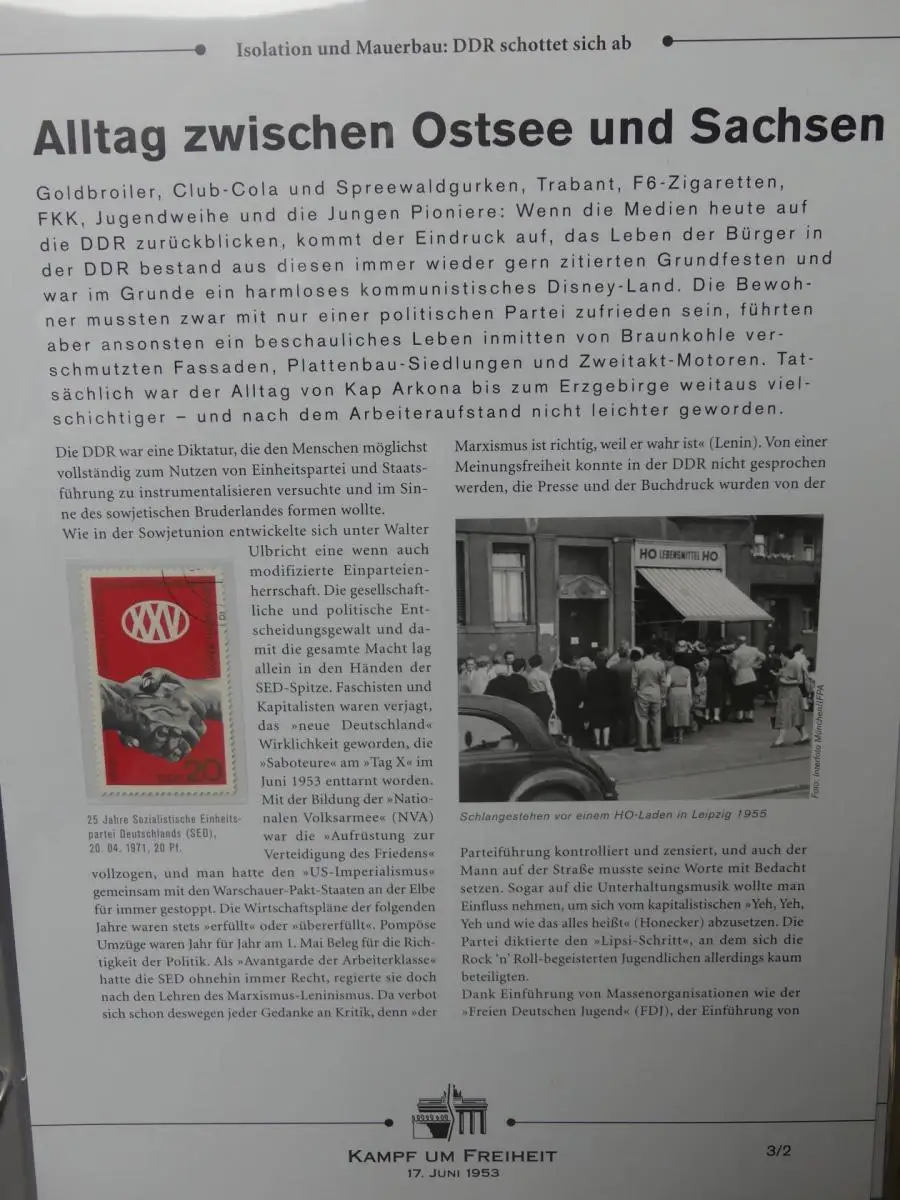 Isolation und Mauerbau: DDR schottet sich ab
Alltag zwischen Ostsee und Sachsen
Goldbroiler, Club-Cola und Spreewaldgurken, Trabant, F6-Zigaretten,
FKK, Jugendweihe und die Jungen Pioniere: Wenn die Medien heute auf
die DDR zurückblicken, kommt der Eindruck auf, das Leben der Bürger in
der DDR bestand aus diesen immer wieder gern zitierten Grundfesten und
war im Grunde ein harmloses kommunistisches Disney-Land. Die Bewoh-
ner mussten zwar mit nur einer politischen Partei zufrieden sein, führten
aber ansonsten ein beschauliches Leben inmitten von Braunkohle ver-
schmutzten Fassaden, Plattenbau-Siedlungen und Zweitakt-Motoren. Tat-
sächlich war der Alltag von Kap Arkona bis zum Erzgebirge weitaus viel-
schichtiger – und nach dem Arbeiteraufstand nicht leichter geworden.
Die DDR war eine Diktatur, die den Menschen möglichst
vollständig zum Nutzen von Einheitspartei und Staats-
führung zu instrumentalisieren versuchte und im Sin-
ne des sowjetischen Bruderlandes formen wollte.
Wie in der Sowjetunion entwickelte sich unter Walter
Ulbricht eine wenn auch
modifizierte Einparteien-
herrschaft. Die gesellschaft-
liche und politische Ent-
scheidungsgewalt und da-
mit die gesamte Macht lag
allein in den Händen der
SED-Spitze. Faschisten und
Kapitalisten waren verjagt,
das »neue Deutschland«
Wirklichkeit geworden, die
»Saboteure« am »Tag X« im
Juni 1953 enttarnt worden.
Mit der Bildung der »Natio-
nalen Volksarmee« (NVA)
war die »Aufrüstung zur
Verteidigung des Friedens«
vollzogen, und man hatte den »US-Imperialismus«
gemeinsam mit den Warschauer-Pakt-Staaten an der Elbe
für immer gestoppt. Die Wirtschaftspläne der folgenden
Jahre waren stets »erfüllt« oder »übererfüllt«. Pompöse
Umzüge waren Jahr für Jahr am 1. Mai Beleg für die Rich-
tigkeit der Politik. Als »Avantgarde der Arbeiterklasse«
hatte die SED ohnehin immer Recht, regierte sie doch
nach den Lehren des Marxismus-Leninismus. Da verbot
sich schon deswegen jeder Gedanke an Kritik, denn »der
XXV
DDR 20
25 Jahre Sozialistische Einheits-
partei Deutschlands (SED),
20. 04. 1971, 20 Pf.
Marxismus ist richtig, weil er wahr ist« (Lenin). Von einer
Meinungsfreiheit konnte in der DDR nicht gesprochen
werden, die Presse und der Buchdruck wurden von der
HO LEBENSMITTEL HO
Foto: Interfoto München/IFPA
Schlangestehen vor einem HO-Laden in Leipzig 1955
Parteiführung kontrolliert und zensiert, und auch der
Mann auf der Straße musste seine Worte mit Bedacht
setzen. Sogar auf die Unterhaltungsmusik wollte man
Einfluss nehmen, um sich vom kapitalistischen »Yeh, Yeh,
Yeh und wie das alles heißt« (Honecker) abzusetzen. Die
Partei diktierte den »Lipsi-Schritt«, an dem sich die
Rock 'n' Roll-begeisterten Jugendlichen allerdings kaum
beteiligten.
Dank Einführung von Massenorganisationen wie der
»Freien Deutschen Jugend« (FDJ), der Einführung von
KAMPF UM FREIHEIT
17. JUNI 1953
3/2